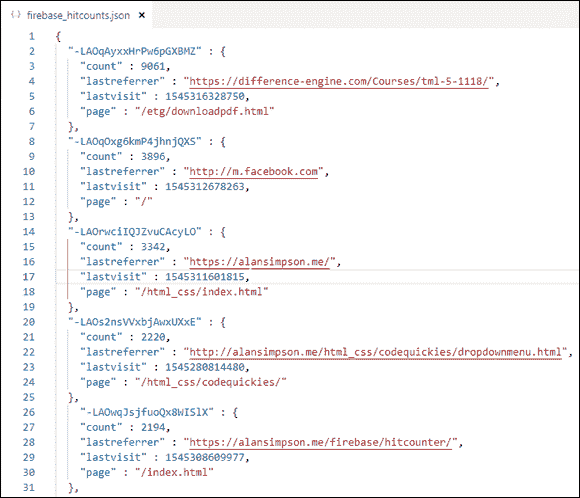 { } firebase_hitcounts.json ×
1 {
2 "-LAOqAyxxHrPw6pGXBMZ" : {
3 "count" : 9061,
4 "lastreferrer" : "https://difference-engine.com/Courses/tml-5-1118/",
5 "lastvisit" : 1545316328750,
6 "page" : "/etg/downloadpdf.html"
7 },
8 "-LAOqOxg6kmP4jhnjQXS" : {
9 "count" : 3896,
10 "lastreferrer" : "http://m.facebook.com",
11 "lastvisit" : 1545312678263,
12 "page" : "/"
13 },
14 "-LAOrwciIQJZvuCAcyLO" : {
15 "count" : 3342,
16 "lastreferrer" : "https://alansimpson.me/",
17 "lastvisit" : 1545311601815,
18 "page" : "/html_css/index.html"
19 },
20 "-LAOs2nsVVxbjAwxUXxE" : {
21 "count" : 2220,
22 "lastreferrer" : "http://alansimpson.me/html_css/codequickies/dropdownmenu.html",
23 "lastvisit" : 1545280814480,
24 "page" : "/html_css/codequickies/"
25 },
26 "-LAOwqJsjfuoQx8WISlX" : {
27 "count" : 2194,
28 "lastreferrer" : "https://alansimpson.me/firebase/hitcounter/",
29 "lastvisit" : 1545308609977,
30 "page" : "/index.html"
31 },